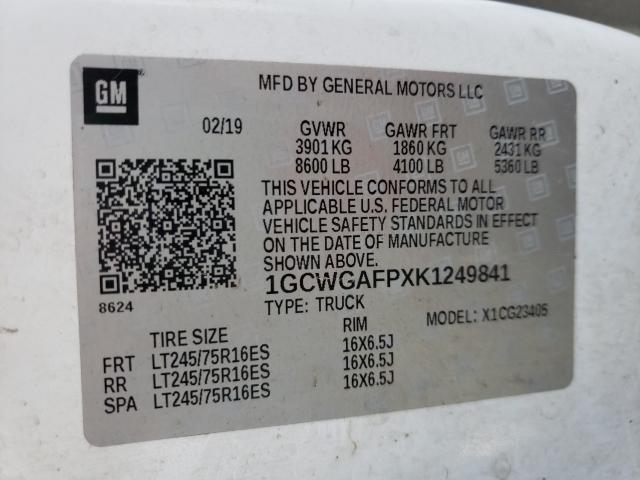 GM
MFD BY GENERAL MOTORS LLC
02/19 GVWR GAWR FRT GAWR RR
3901 KG 1860 KG 2431 KG
8600 LB 4100 LB 5360 LB
THIS VEHICLE CONFORMS TO ALL
APPLICABLE U.S. FEDERAL MOTOR
VEHICLE SAFETY STANDARDS IN EFFECT
ON THE DATE OF MANUFACTURE
SHOWN ABOVE.
1GCWGAFPXK1249841
8624
TYPE: TRUCK MODEL: X1CG23405
TIRE SIZE RIM
FRT LT245/75R16ES 16X6.5J
RR LT245/75R16ES 16X6.5J
SPA LT245/75R16ES 16X6.5J